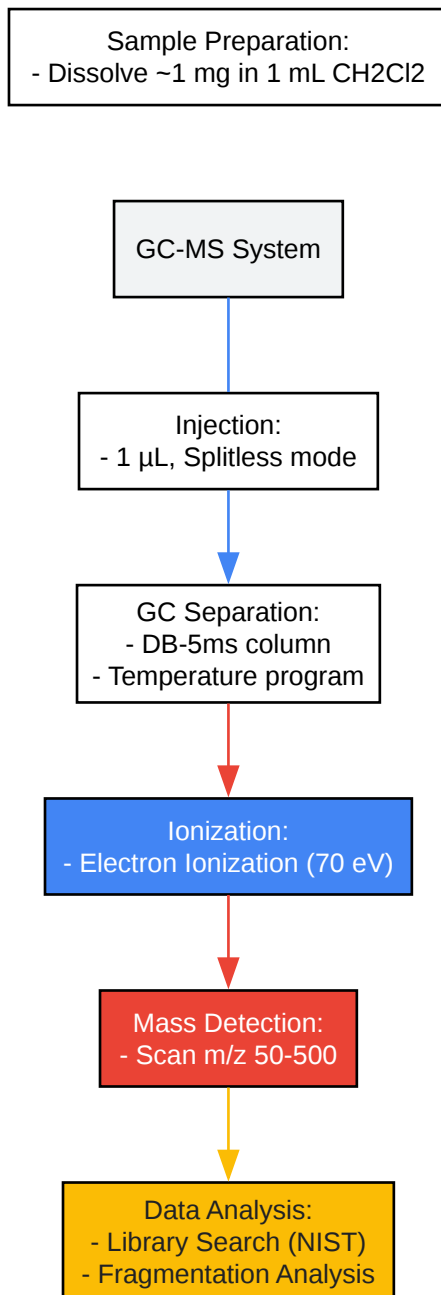 Sample Preparation:
- Dissolve ~1 mg in 1 mL CH2Cl2
GC-MS System
Injection:
- 1 µL, Splitless mode
GC Separation:
- DB-5ms column
- Temperature program
Ionization:
- Electron Ionization (70 eV)
Mass Detection:
- Scan m/z 50-500
Data Analysis:
- Library Search (NIST)
- Fragmentation Analysis